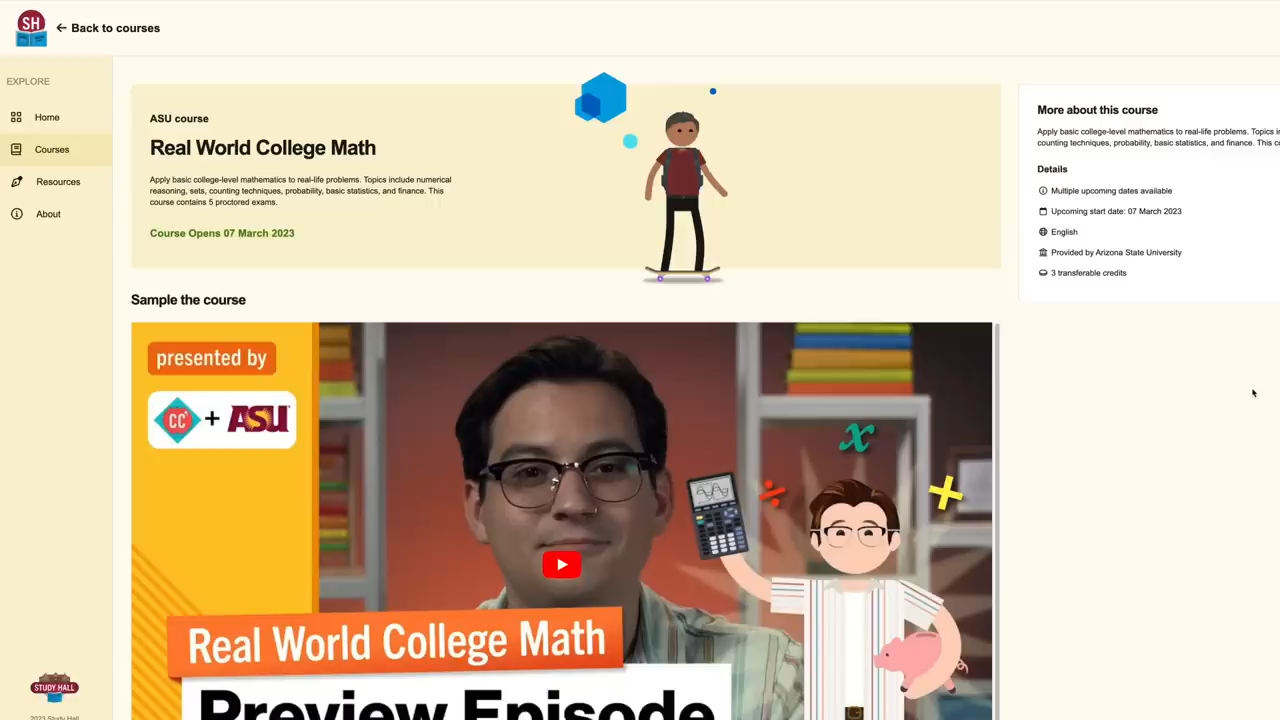 SH
← Back to courses
EXPLORE
Home
Courses
Resources
About
ASU course
Real World College Math
Apply basic college-level mathematics to real-life problems. Topics include numerical
reasoning, sets, counting techniques, probability, basic statistics, and finance. This
course contains 5 proctored exams.
Course Opens 07 March 2023
More about this course
Apply basic college-level mathematics to real-life problems. Topics
counting techniques, probability, basic statistics, and finance. This
Details
Multiple upcoming dates available
Upcoming start date: 07 March 2023
English
Provided by Arizona State University
3 transferable credits
Sample the course
presented by
CC + ASU
x
÷
+
Real World College Math
Preview Episode
STUDY HALL
2023 Study Hall